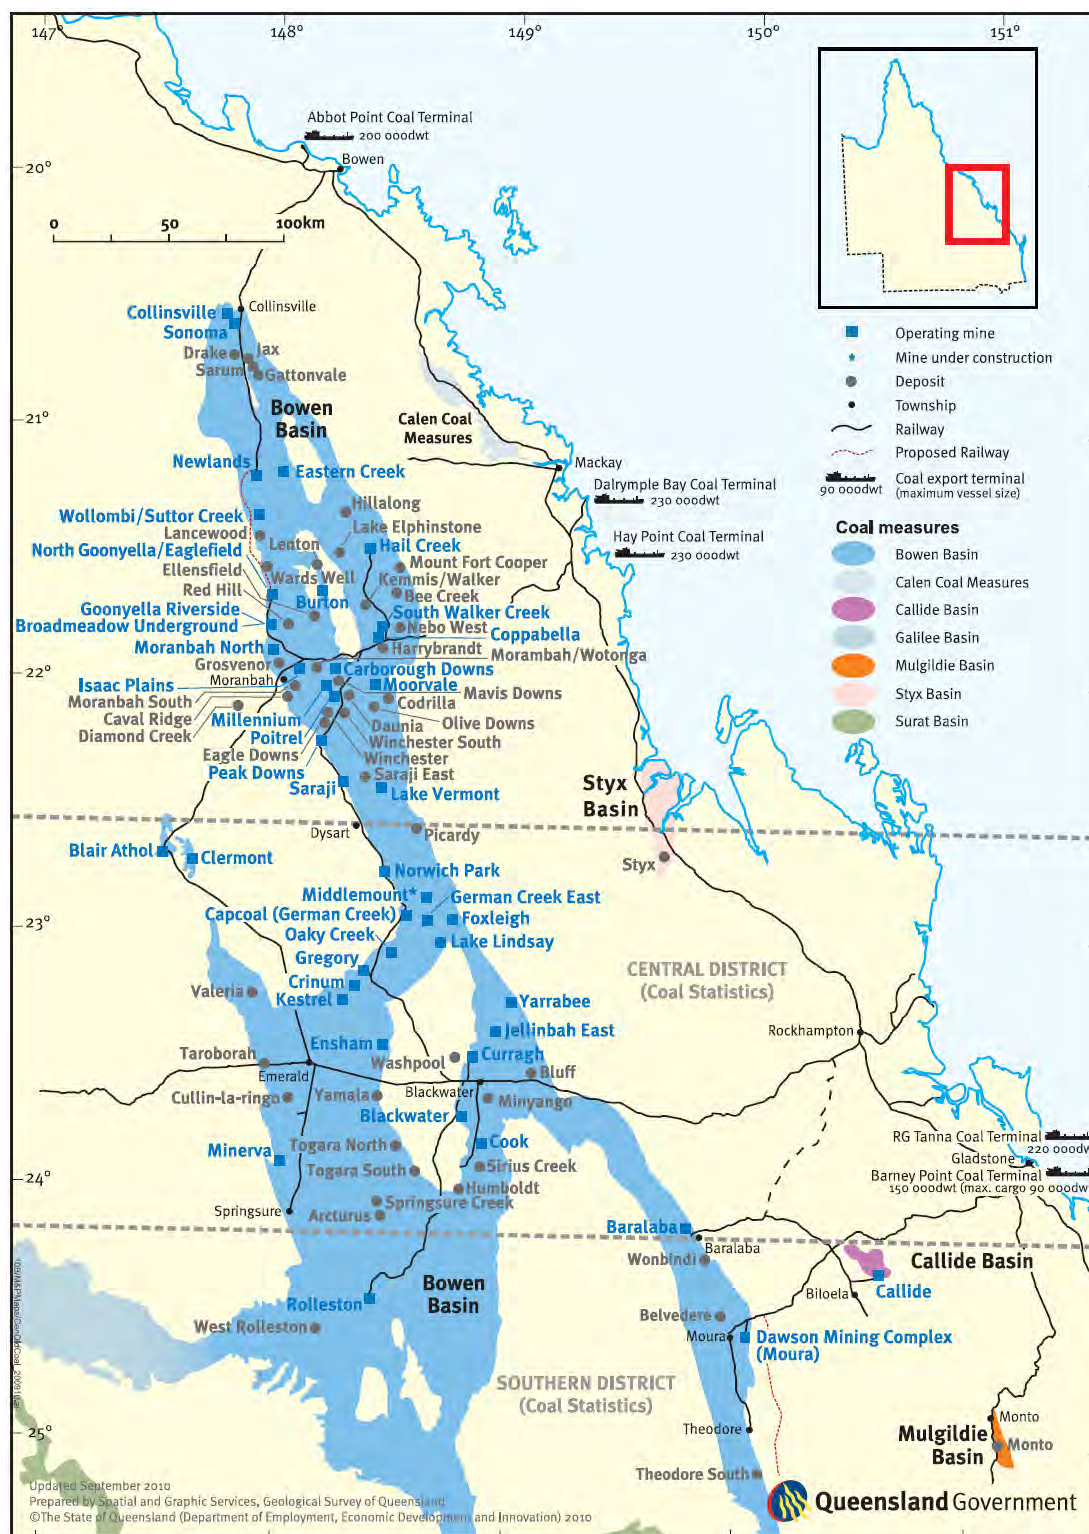 147°
148°
149°
150°
151°
Abbot Point Coal Terminal
200 000dwt
Bowen
20°
0
50
100km
Collinsville
Collinsville
Sonoma
Drake
Jax
Sarum
Gattonvale
Bowen
Basin
21°
Calen Coal
Measures
Newlands
Eastern Creek
Mackay
Dalrymple Bay Coal Terminal
230 000dwt
Hay Point Coal Terminal
230 000dwt
Hillalong
Wollombi/Suttor Creek
Lancewood
Lake Elphinstone
North Goonyella/Eaglefield
Lenton
Hail Creek
Ellensfield
Mount Fort Cooper
Wards Well
Kemmis/Walker
Red Hill
Bee Creek
Burton
Goonyella Riverside
South Walker Creek
Broadmeadow Underground
Nebo West
Coppabella
Moranbah North
Harrybrandt
Morambah/Wotonga
Grosvenor
Carborough Downs
22°
Moranbah
Isaac Plains
Moorvale
Mavis Downs
Moranbah South
Codrilla
Caval Ridge
Millennium
Olive Downs
Diamond Creek
Daunia
Poitrel
Winchester South
Eagle Downs
Winchester
Peak Downs
Saraji East
Saraji
Lake Vermont
Styx
Basin
Dysart
Picardy
Blair Athol
Clermont
Styx
Norwich Park
Middlemount*
German Creek East
Capcoal (German Creek)
Foxleigh
23°
Oaky Creek
Lake Lindsay
Gregory
CENTRAL DISTRICT
(Coal Statistics)
Crinum
Valeria
Kestrel
Yarrabee
Jellinbah East
Rockhampton
Ensham
Taroborah
Washpool
Curragh
Emerald
Bluff
Cullin-la-ringo
Yamala
Blackwater
Minyango
Blackwater
RG Tanna Coal Terminal
220 000dw
Minerva
Togara North
Cook
Gladstone
Togara South
Sirius Creek
Barney Point Coal Terminal
150 000dwt (max. cargo 90 000dw
24°
Humboldt
Springsure Creek
Springsure
Arcturus
Baralaba
Baralaba
Wonbindi
Callide Basin
Bowen
Basin
Callide
Rolleston
Biloela
West Rolleston
Belvedere
Moura
Dawson Mining Complex
(Moura)
SOUTHERN DISTRICT
(Coal Statistics)
25°
Theodore
Monto
Mulgildie
Basin
Monto
Theodore South
Operating mine
* Mine under construction
Deposit
Township
Railway
Proposed Railway
Coal export terminal
90 000dwt (maximum vessel size)
Coal measures
Bowen Basin
Calen Coal Measures
Callide Basin
Galilee Basin
Mulgildie Basin
Styx Basin
Surat Basin
Updated September 2010
Prepared by Spatial and Graphic Services, Geological Survey of Queensland
©The State of Queensland (Department of Employment, Economic Development and Innovation) 2010
Queensland Government